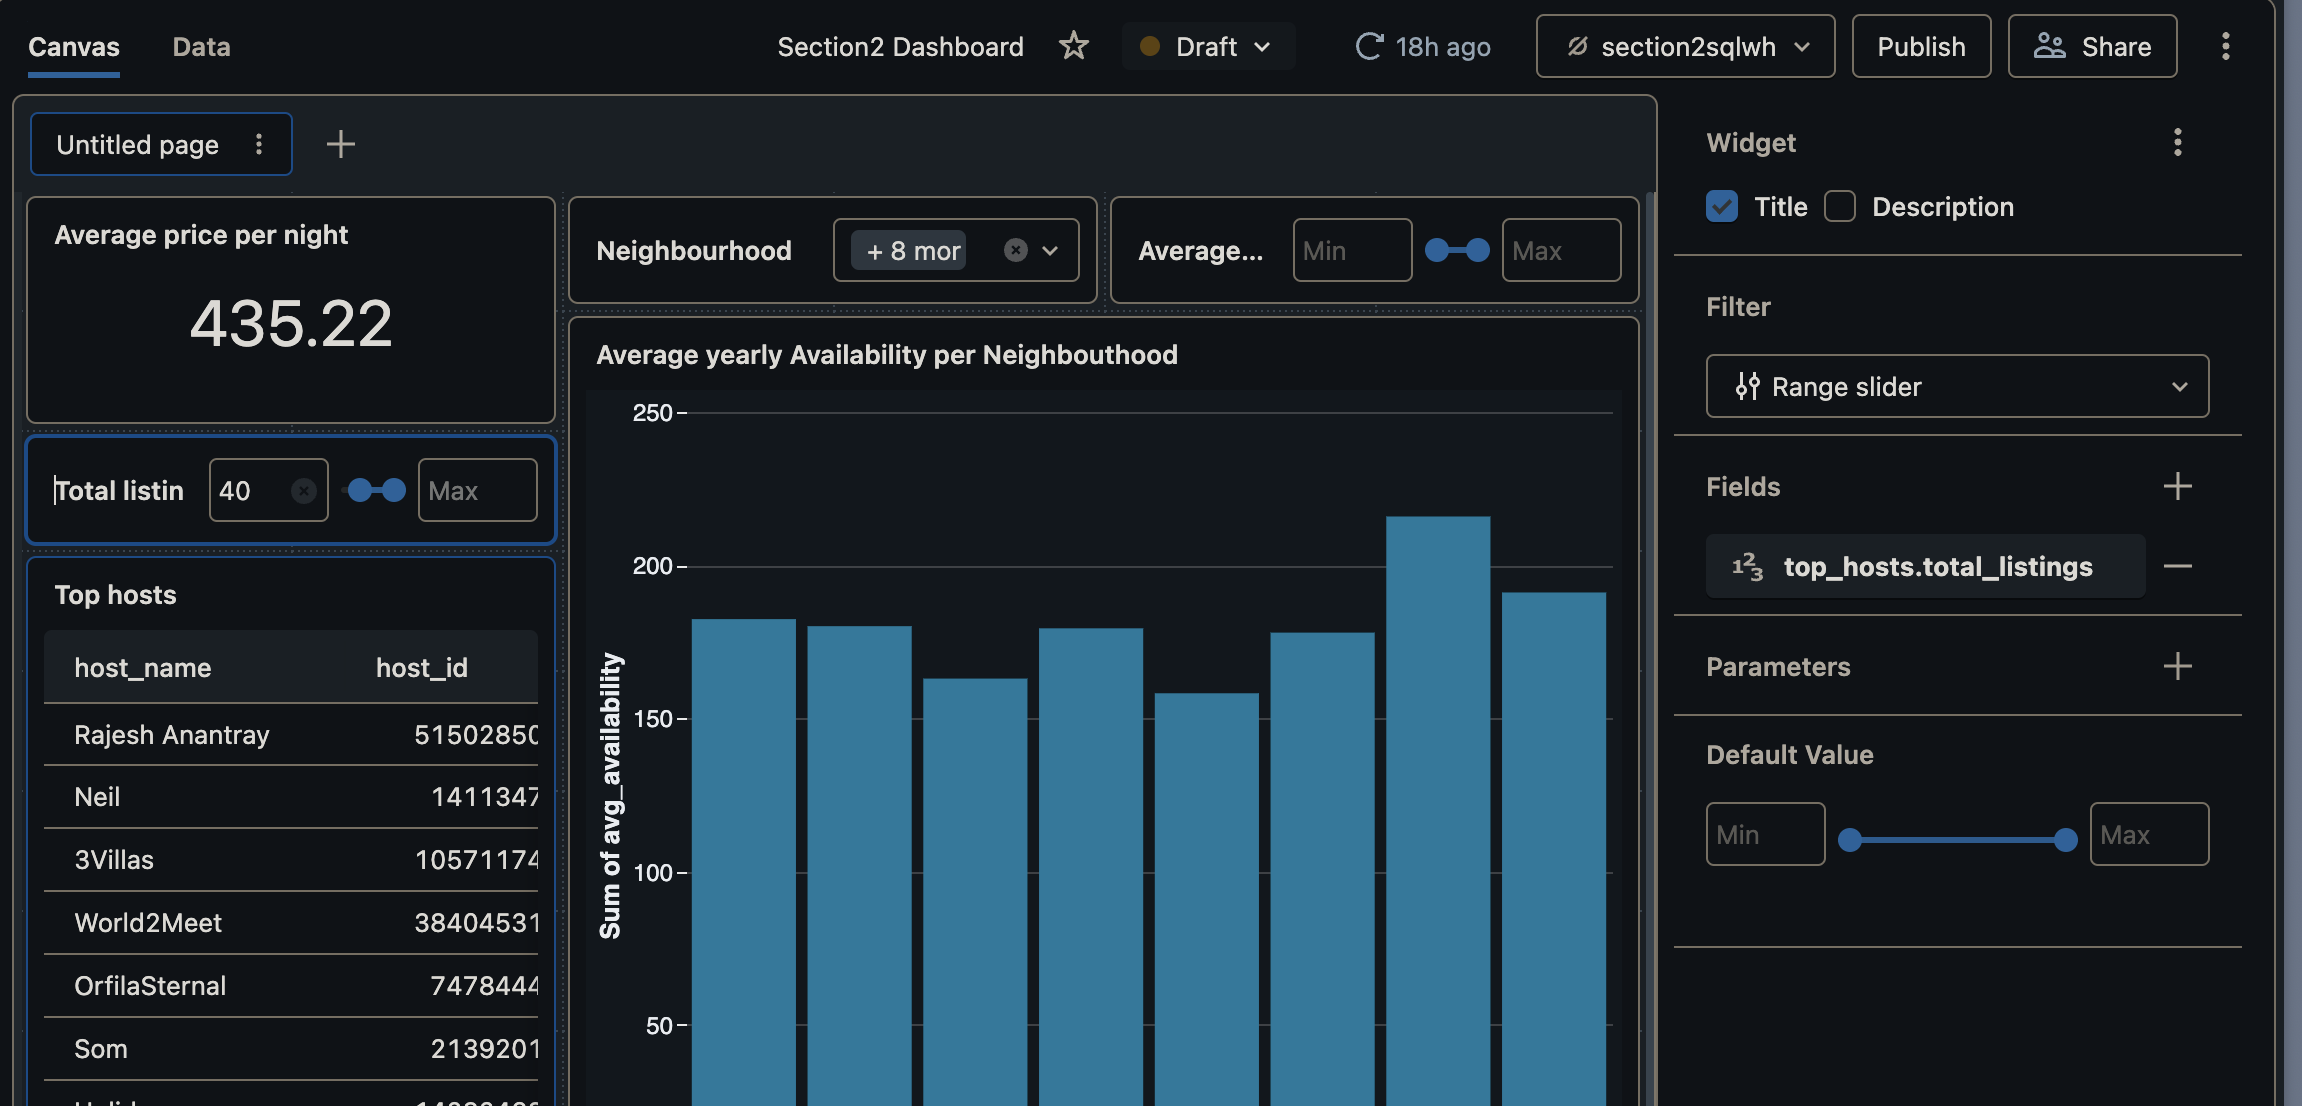 Canvas
Data
Section2 Dashboard
Draft
18h ago
section2sqlwh
Publish
Share
Untitled page
Average price per night
435.22
Neighbourhood
+ 8 mor
Average...
Min
Max
Total listin
40
Max
Average yearly Availability per Neighbouthood
250
200
150
100
50
Sum of avg_availability
Top hosts
host_name host_id
Rajesh Anantray 51502850
Neil 1411347
3Villas 10571174
World2Meet 38404531
OrfilaSternal 7478444
Som 2139201
Widget
Title
Description
Filter
Range slider
Fields
123 top_hosts.total_listings
Parameters
Default Value
Min
Max